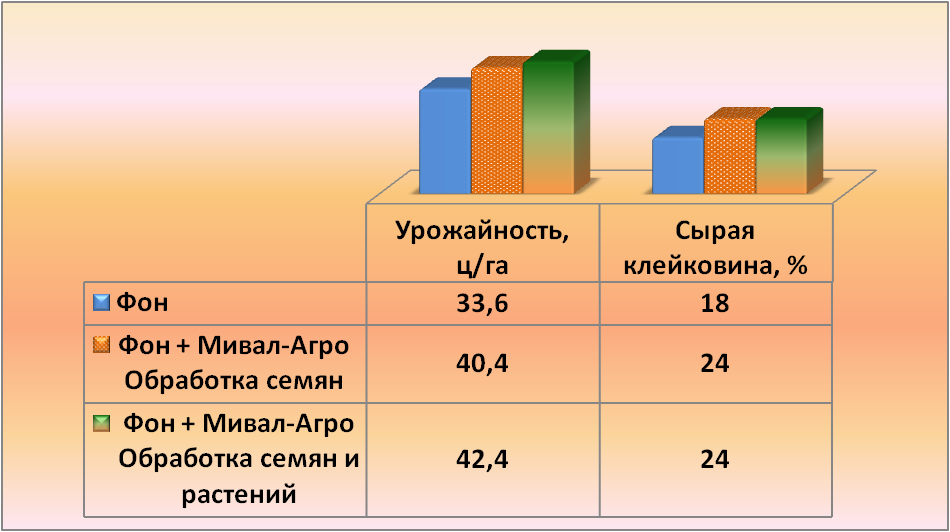 Урожайность,
ц/га
Сырая
клейковина, %
Фон
33,6
18
Фон + Мивал-Агро
Обработка семян
40,4
24
Фон + Мивал-Агро
Обработка семян и
растений
42,4
24